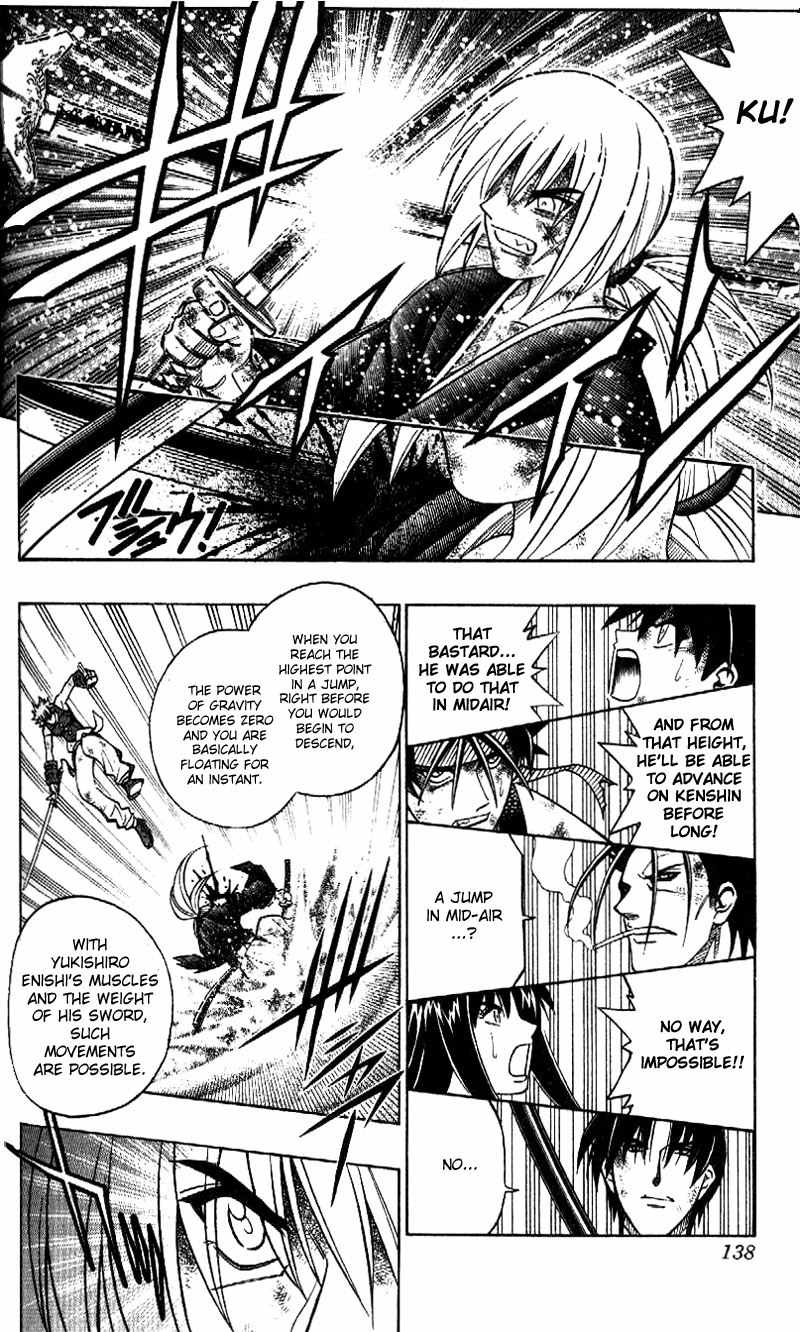 KU!
ブシュウ!
THAT
BASTARD...
HE WAS ABLE
TO DO THAT
IN MIDAIR!
AND FROM
THAT HEIGHT,
HE'LL BE ABLE
TO ADVANCE
ON KENSHIN
BEFORE
LONG!
A JUMP
IN MID-AIR
...?
NO WAY,
THAT'S
IMPOSSIBLE!!
NO...
WHEN YOU
REACH THE
HIGHEST POINT
IN A JUMP,
RIGHT BEFORE
YOU WOULD
BEGIN TO
DESCEND,
THE POWER
OF GRAVITY
BECOMES ZERO
AND YOU ARE
BASICALLY
FLOATING FOR
AN INSTANT.
WITH
YUKISHIRO
ENISHI'S MUSCLES
AND THE WEIGHT
OF HIS SWORD,
SUCH
MOVEMENTS
ARE POSSIBLE.
138